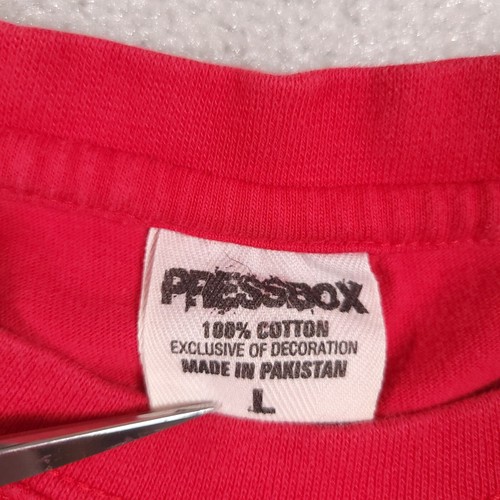 PRESSBOX
100% COTTON
EXCLUSIVE OF DECORATION
MADE IN PAKISTAN
L